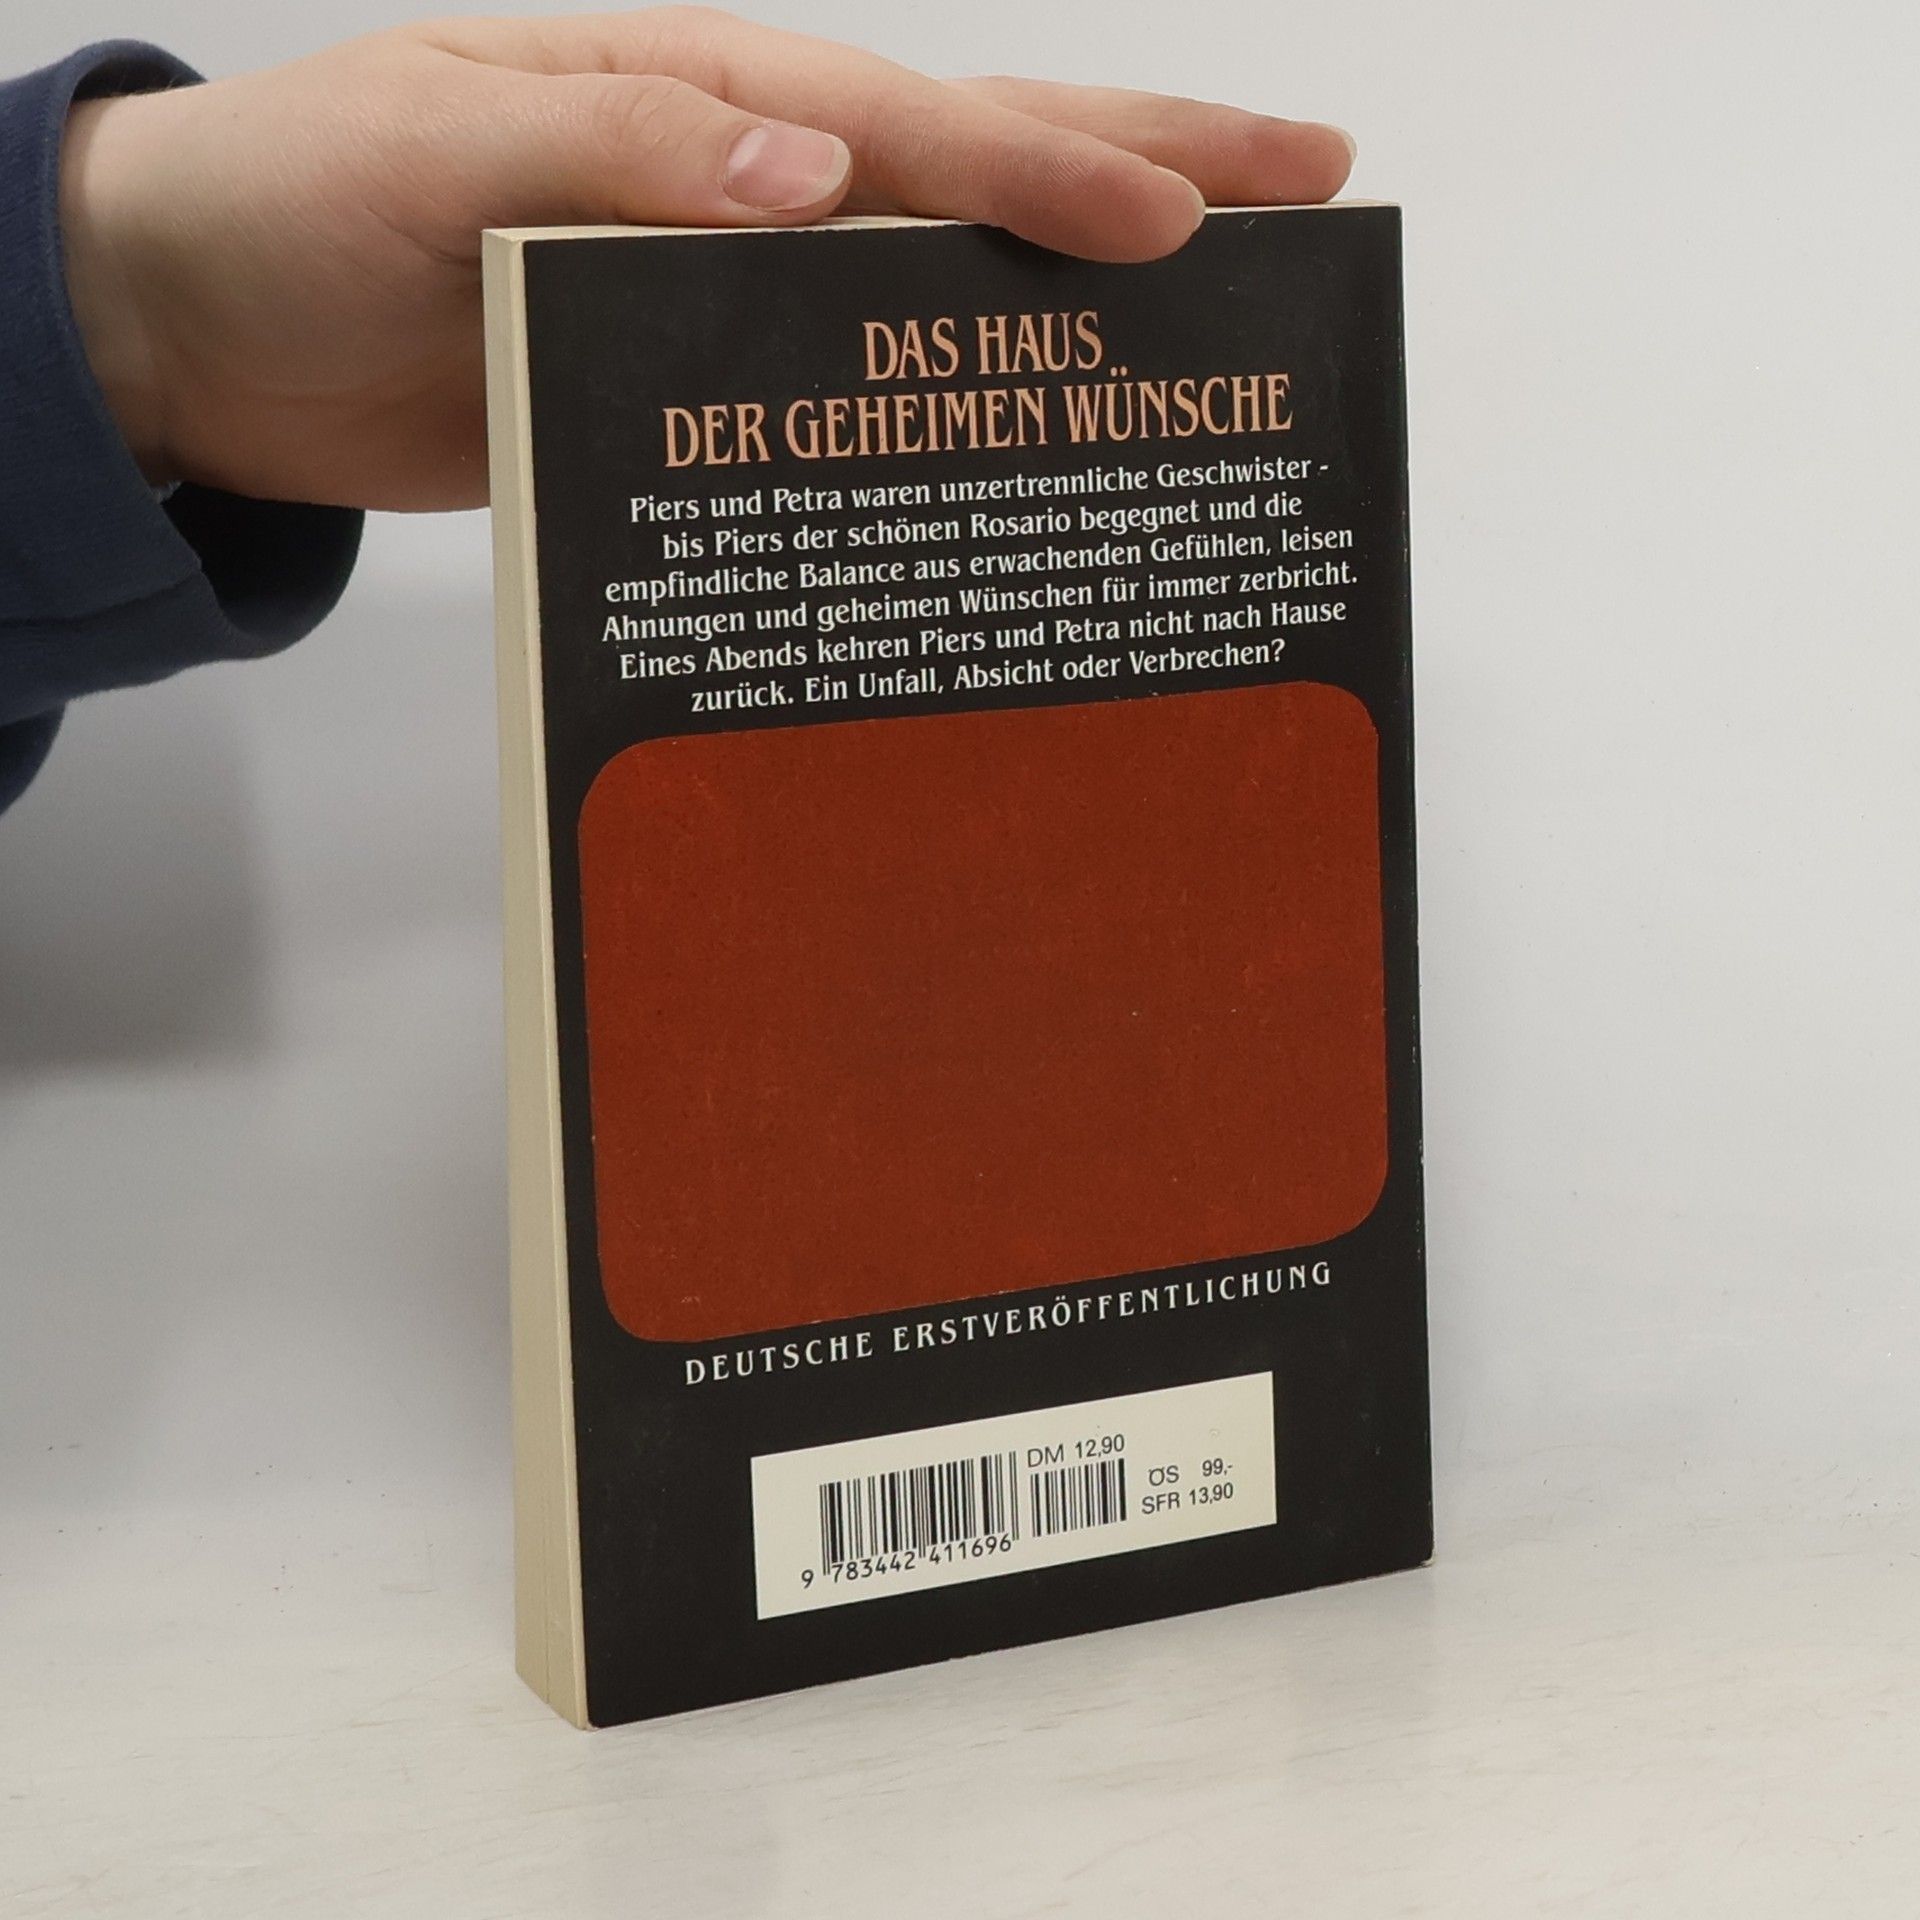 DAS HAUS
DER GEHEIMEN WÜNSCHE
Piers und Petra waren unzertrennliche Geschwister -
bis Piers der schönen Rosario begegnet und die
empfindliche Balance aus erwachenden Gefühlen, leisen
Ahnungen und geheimen Wünschen für immer zerbricht.
Eines Abends kehren Piers und Petra nicht nach Hause
zurück. Ein Unfall, Absicht oder Verbrechen?
DEUTSCHE ERSTVERÖFFENTLICHUNG
DM 12,90
ÖS 99,-
SFR 13,90
9 783442 411696